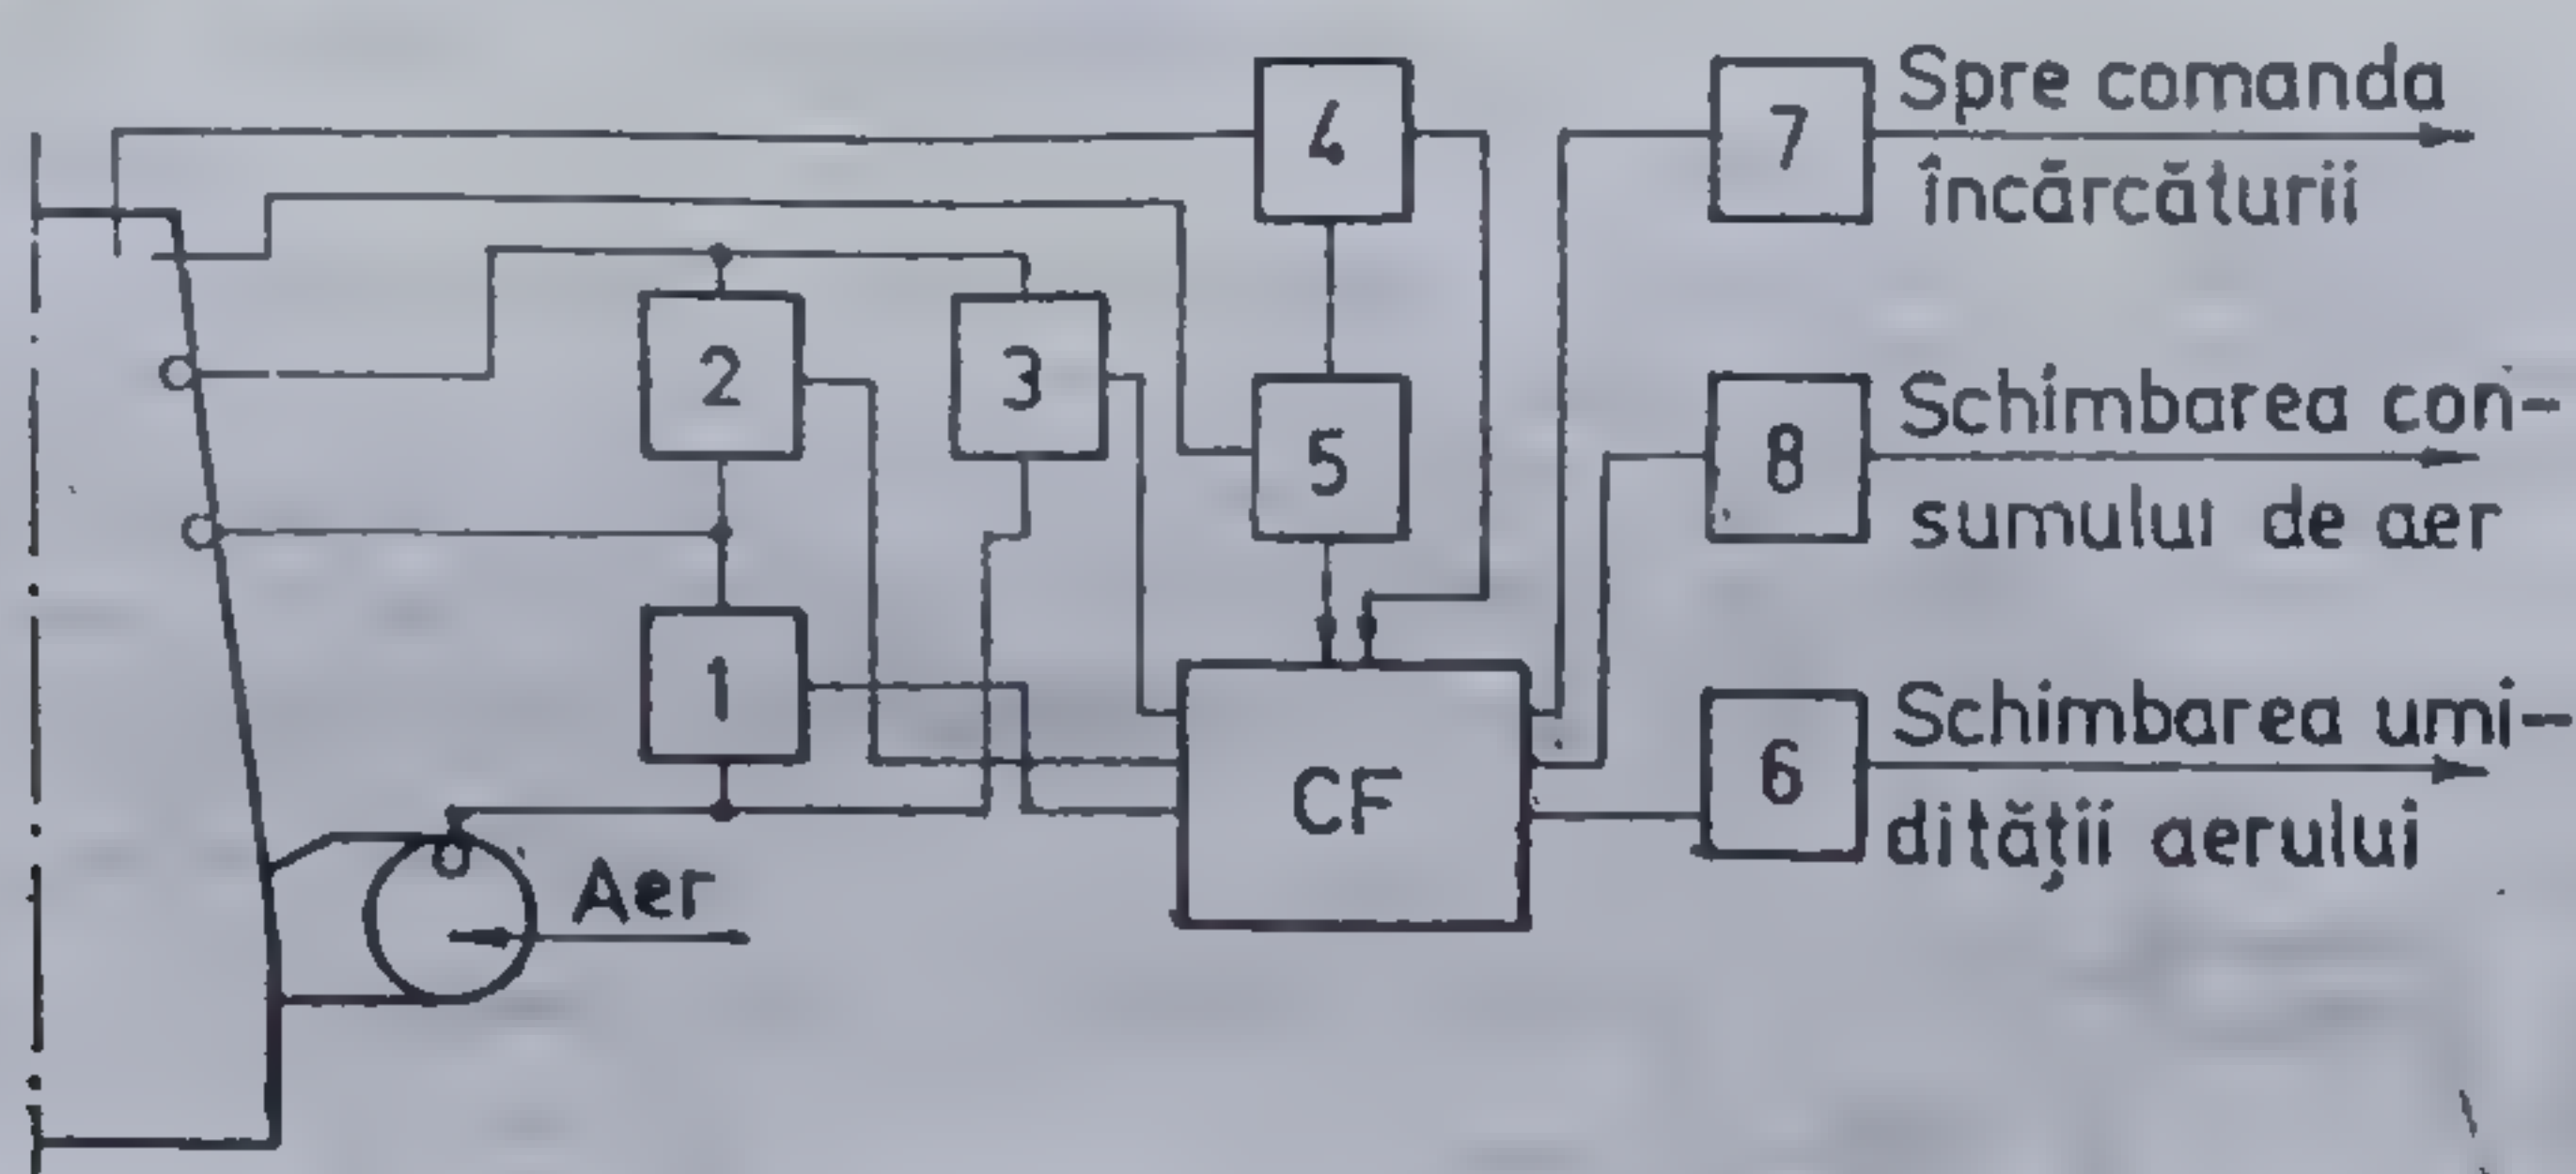 4
7
Spre comanda
încărcăturii
2
3
5
8
Schimbarea con-
sumului de aer
1
CF
6
Schimbarea umi-
dității aerului
Aer